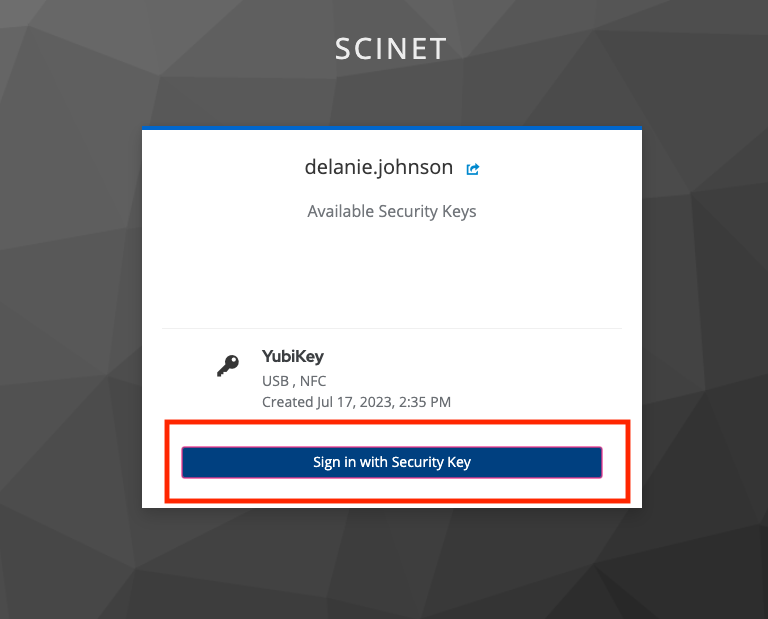 SCINET
delanie.johnson
Available Security Keys
YubiKey
USB , NFC
Created Jul 17, 2023, 2:35 PM
Sign in with Security Key